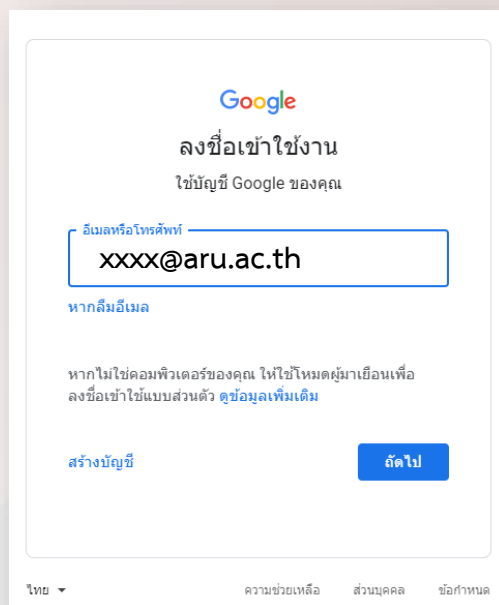 Google
ลงชื่อเข้าใช้งาน
ใช้บัญชี Google ของคุณ
อีเมลหรือโทรศัพท์
xxxx@aru.ac.th
หากลืมอีเมล
หากไม่ใช่คอมพิวเตอร์ของคุณ ให้ใช้โหมดผู้มาเยือนเพื่อ
ลงชื่อเข้าใช้แบบส่วนตัว ดูข้อมูลเพิ่มเติม
สร้างบัญชี ถัดไป
ไทย ความช่วยเหลือ ส่วนบุคคล ข้อกำหนด